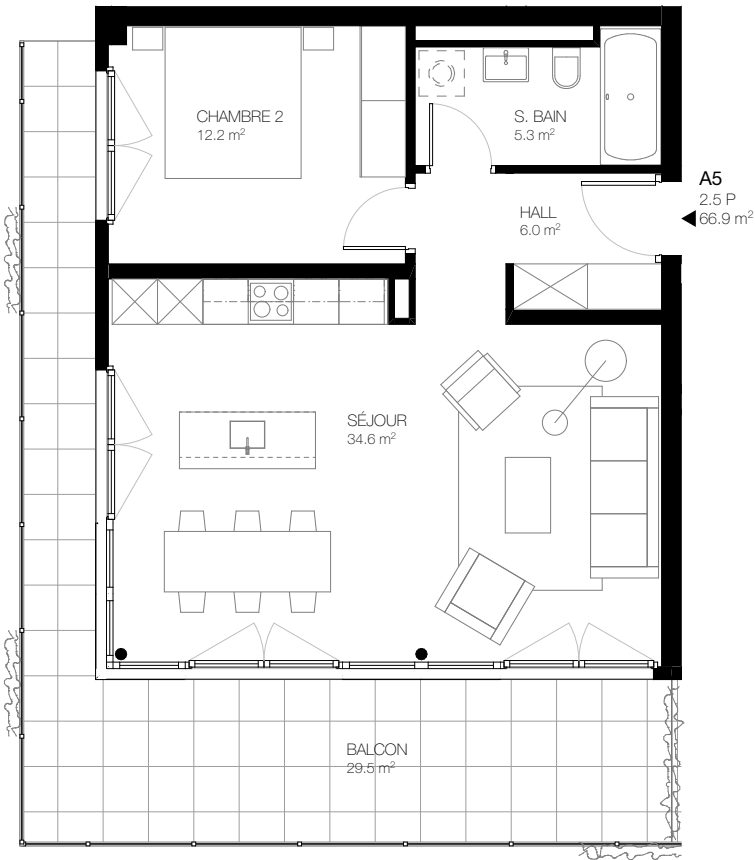 CHAMBRE 2
12.2 m²
S. BAIN
5.3 m²
A5
2.5 P
66.9 m²
HALL
6.0 m²
SÉJOUR
34.6 m²
BALCON
29.5 m²